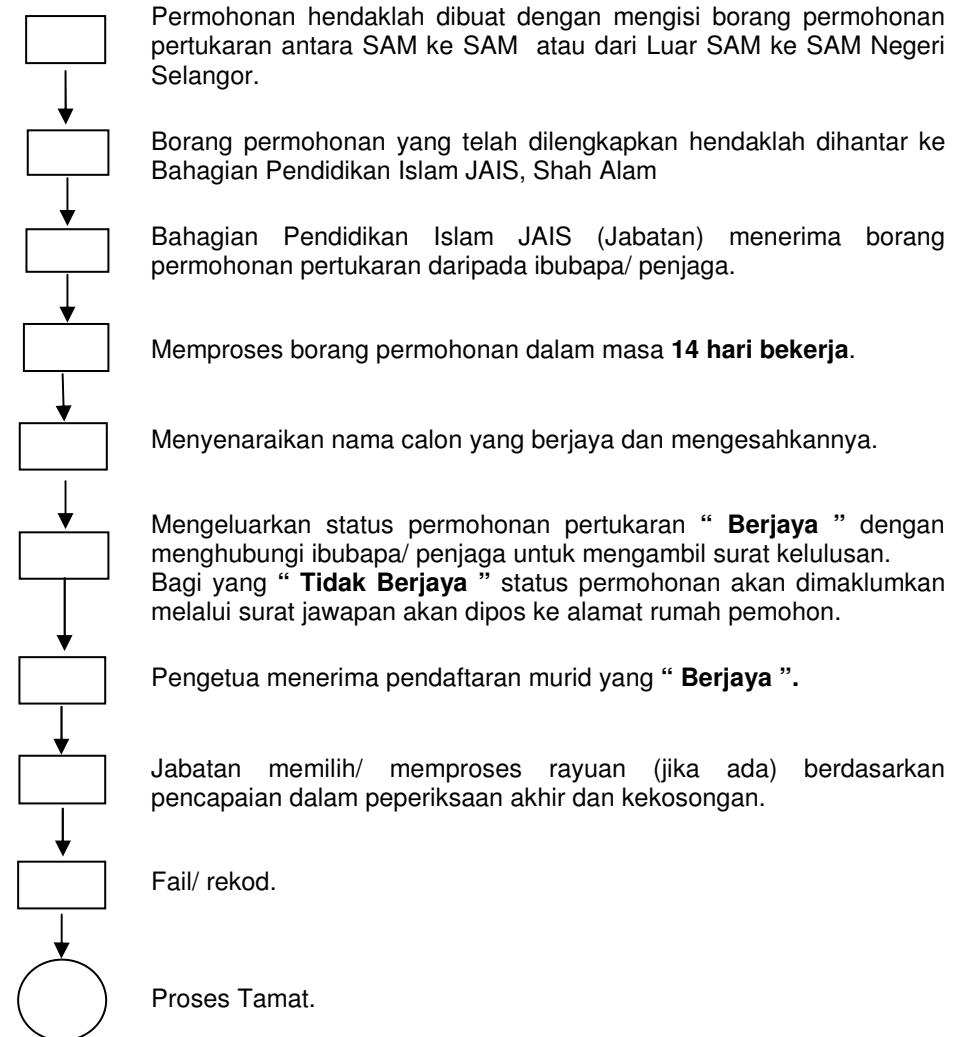 Permohonan hendaklah dibuat dengan mengisi borang permohonan
pertukaran antara SAM ke SAM atau dari Luar SAM ke SAM Negeri
Selangor.
Borang permohonan yang telah dilengkapkan hendaklah dihantar ke
Bahagian Pendidikan Islam JAIS, Shah Alam
Bahagian Pendidikan Islam JAIS (Jabatan) menerima borang
permohonan pertukaran daripada ibubapa/ penjaga.
Memproses borang permohonan dalam masa 14 hari bekerja.
Menyenaraikan nama calon yang berjaya dan mengesahkannya.
Mengeluarkan status permohonan pertukaran “ Berjaya ” dengan
menghubungi ibubapa/ penjaga untuk mengambil surat kelulusan.
Bagi yang “ Tidak Berjaya ” status permohonan akan dimaklumkan
melalui surat jawapan akan dipos ke alamat rumah pemohon.
Pengetua menerima pendaftaran murid yang “ Berjaya ”.
Jabatan memilih/ memproses rayuan (jika ada) berdasarkan
pencapaian dalam peperiksaan akhir dan kekosongan.
Fail/ rekod.
Proses Tamat.